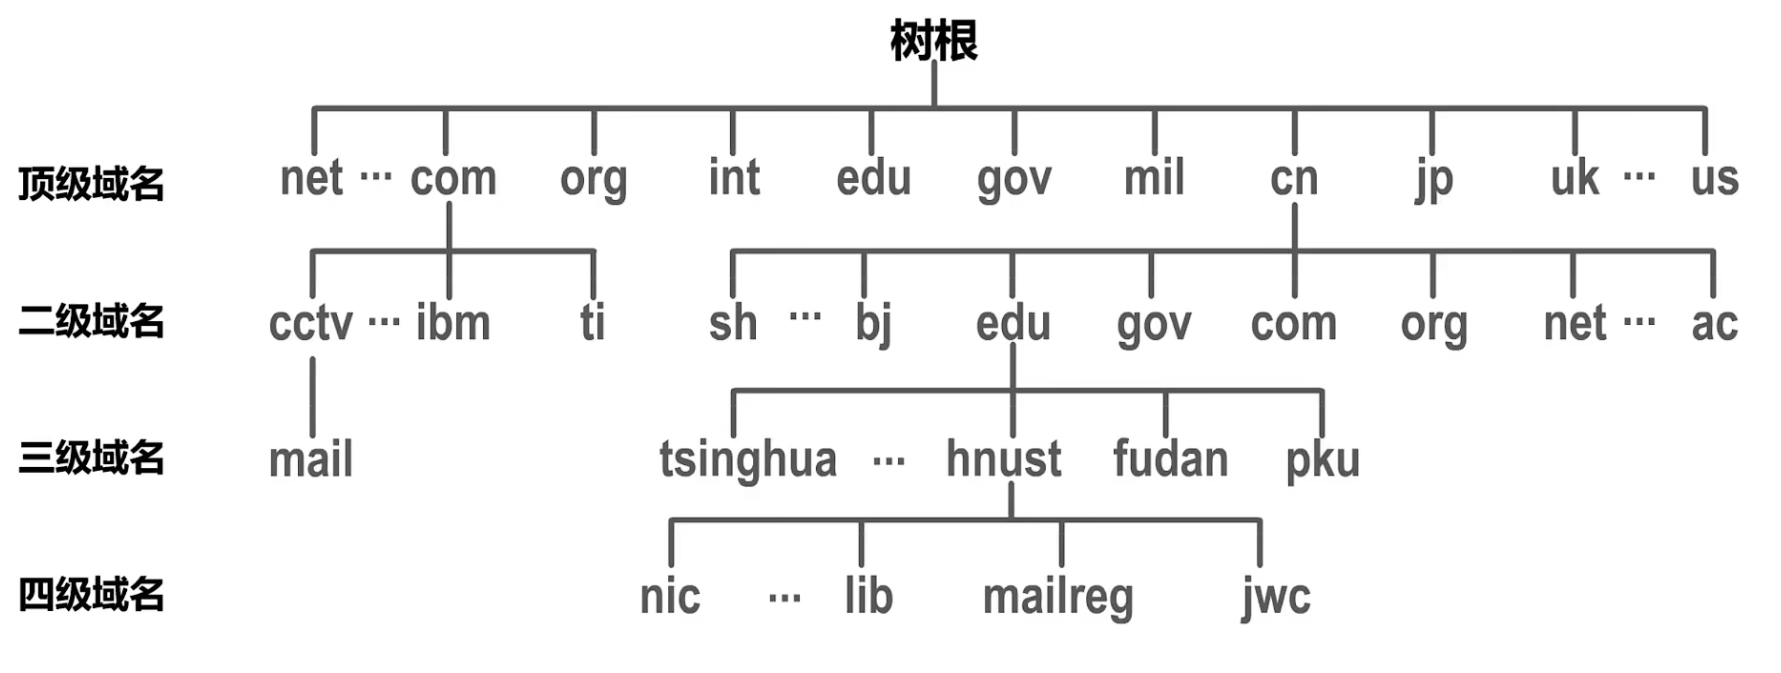 树根
顶级域名 net ··· com org int edu gov mil cn jp uk ··· us
二级域名 cctv ··· ibm ti sh ··· bj edu gov com org net ··· ac
三级域名 mail tsinghua ··· hnust fudan pku
四级域名 nic ··· lib mailreg jwc